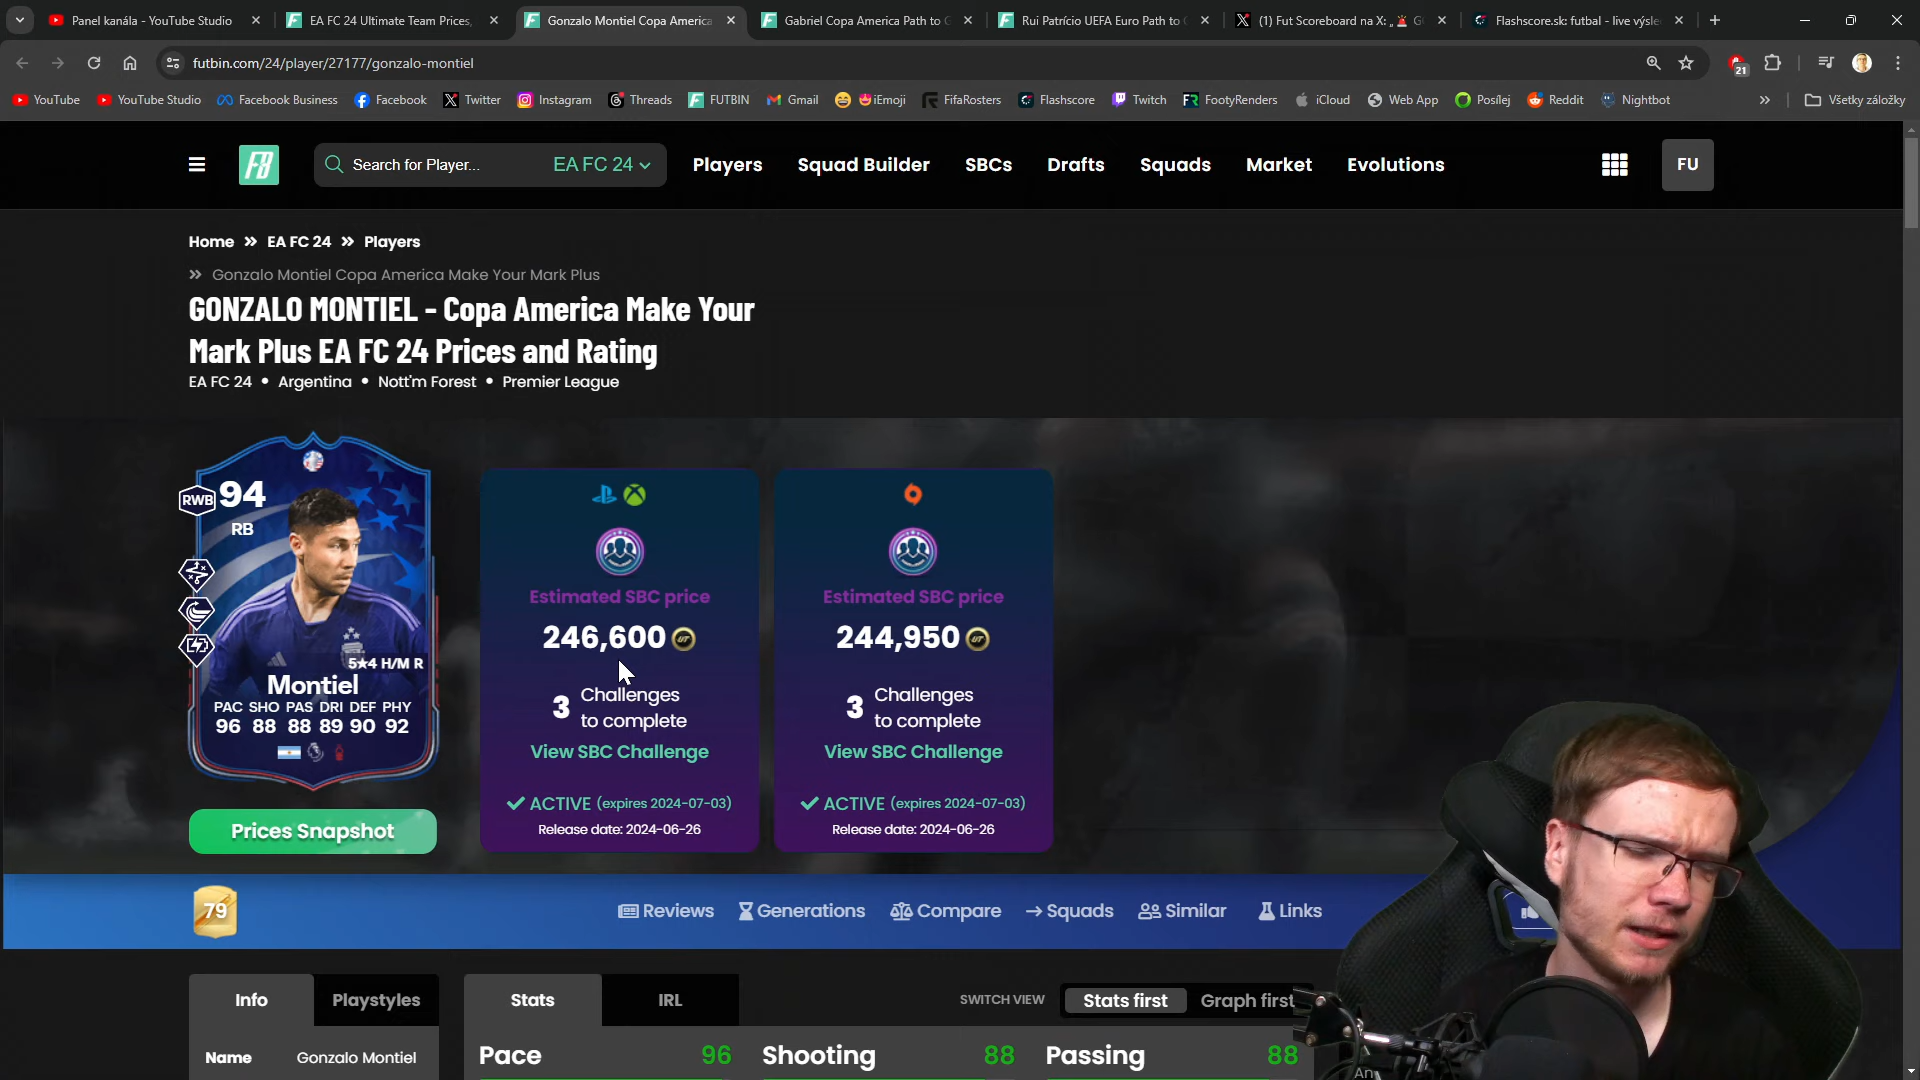 Panel kanála - YouTube Studio
EA FC 24 Ultimate Team Prices,
Gonzalo Montiel Copa America
Gabriel Copa America Path to G
Rui Patrício UEFA Euro Path to
(1) Fut Scoreboard na X: „
Flashscore.sk: futbal - live výsle
futbin.com/24/player/27177/gonzalo-montiel
21
YouTube
YouTube Studio
Facebook Business
Facebook
Twitter
Instagram
Threads
FUTBIN
Gmail
iEmoji
FifaRosters
Flashscore
Twitch
FootyRenders
iCloud
Web App
Posílej
Reddit
Nightbot
Všetky záložky
FB
Search for Player...
EA FC 24
Players
Squad Builder
SBCs
Drafts
Squads
Market
Evolutions
FU
Home » EA FC 24 » Players
» Gonzalo Montiel Copa America Make Your Mark Plus
GONZALO MONTIEL - Copa America Make Your
Mark Plus EA FC 24 Prices and Rating
EA FC 24 • Argentina • Nott'm Forest • Premier League
RWB
94
RB
5★4 H/M R
Montiel
PAC SHO PAS DRI DEF PHY
96 88 88 89 90 92
Estimated SBC price
246,600
3 Challenges
to complete
View SBC Challenge
ACTIVE (expires 2024-07-03)
Release date: 2024-06-26
Estimated SBC price
244,950
3 Challenges
to complete
View SBC Challenge
ACTIVE (expires 2024-07-03)
Release date: 2024-06-26
Prices Snapshot
79
Reviews
Generations
Compare
Squads
Similar
Links
Info
Playstyles
Stats
IRL
SWITCH VIEW
Stats first
Graph first
Name
Gonzalo Montiel
Pace 96
Shooting 88
Passing 88
An